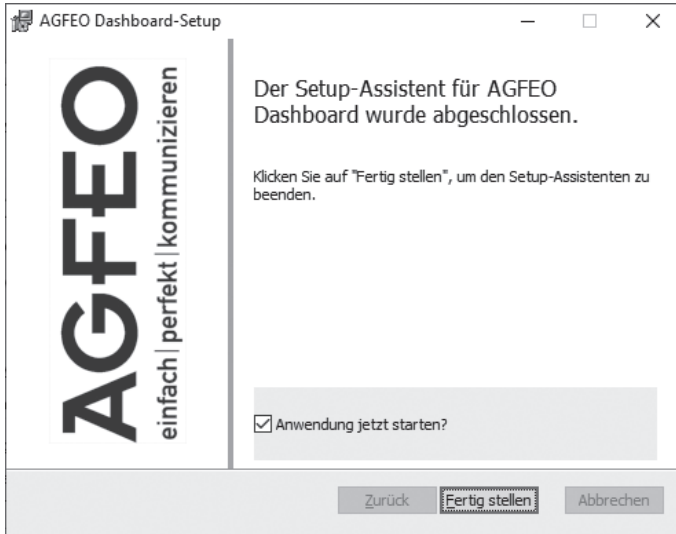 AGFEO Dashboard-Setup
AGFEO
einfach|perfekt|kommunizieren
Der Setup-Assistent für AGFEO
Dashboard wurde abgeschlossen.
Klicken Sie auf "Fertig stellen", um den Setup-Assistenten zu
beenden.
Anwendung jetzt starten?
Zurück
Fertig stellen
Abbrechen